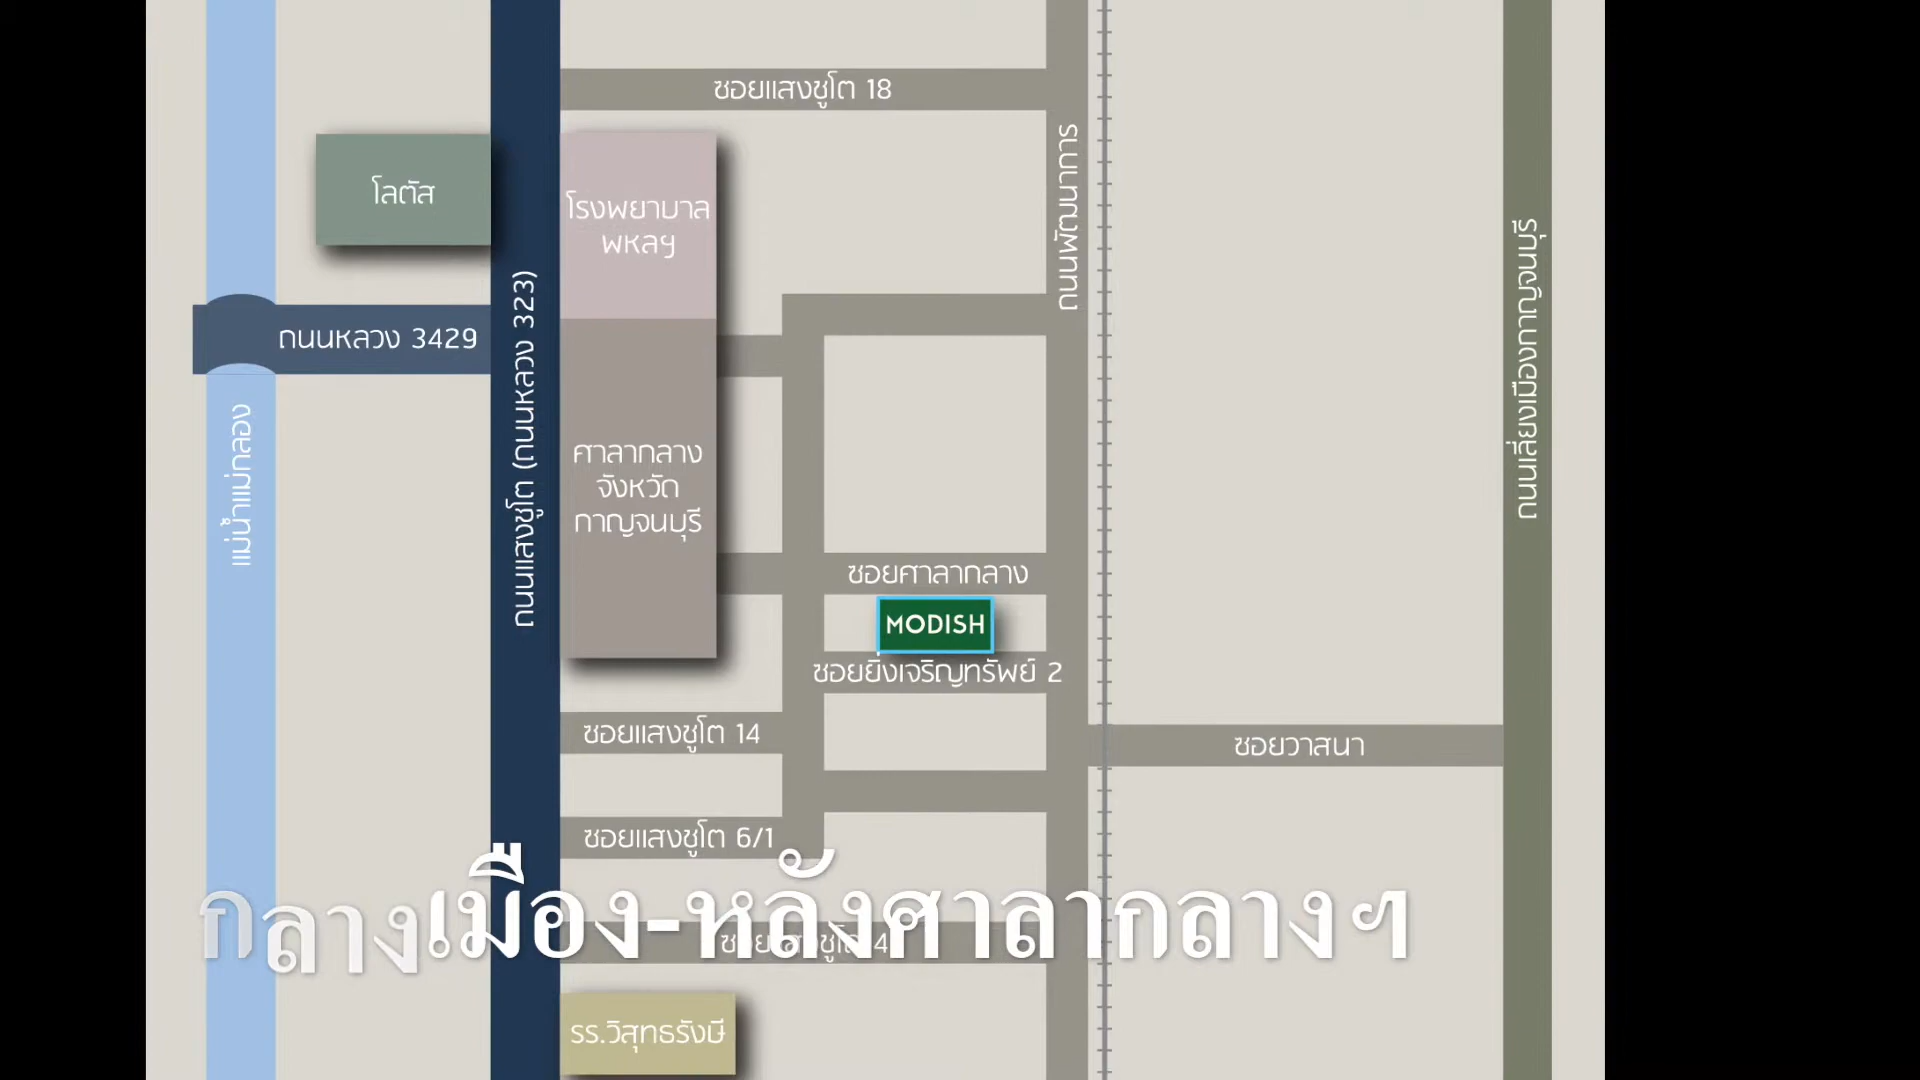 ซอยแสงชูโต 18
โลตัส
โรงพยาบาล
พหลฯ
ถนนพัฒนาการ
ถนนเลี่ยงเมืองกาญจนบุรี
ถนนหลวง 3429
ถนนแสงชูโต (ถนนหลวง 323)
แม่น้ำแม่กลอง
ศาลากลาง
จังหวัด
กาญจนบุรี
ซอยศาลากลาง
MODISH
ซอยยิ่งเจริญทรัพย์ 2
ซอยแสงชูโต 14
ซอยวาสนา
ซอยแสงชูโต 6/1
กลางเมือง-หลังศาลากลางฯ
ซอยแสงชูโต 4
รร.วิสุทธรังษี